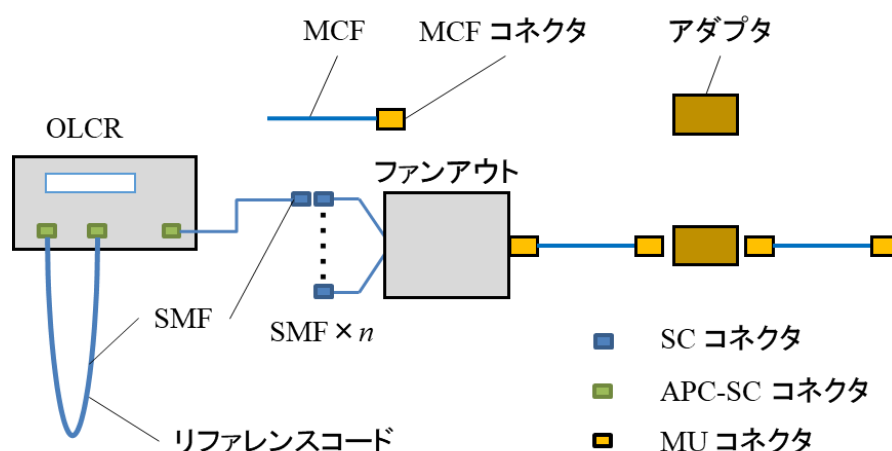 MCF
MCF コネクタ
アダプタ
OLCR
ファンアウト
SMF
SMF×n
SC コネクタ
APC-SC コネクタ
リファレンスコード
MU コネクタ